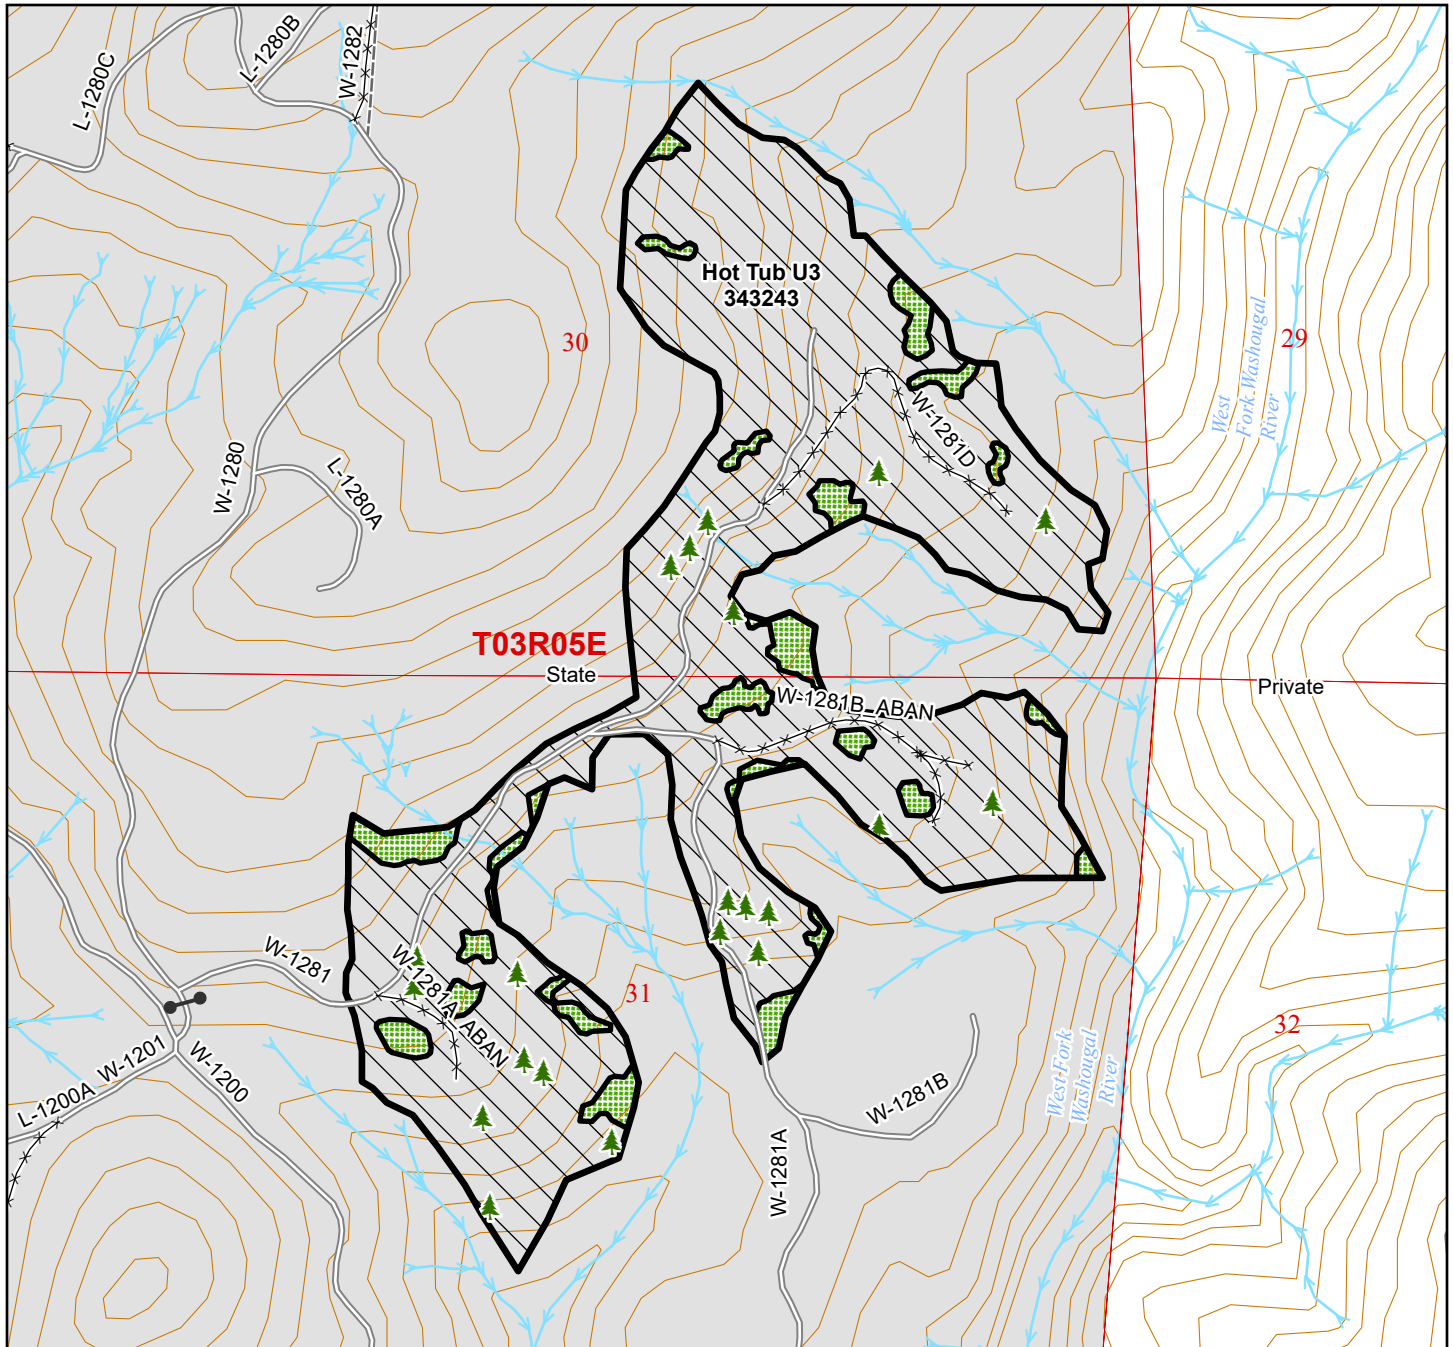 L-1280C
L-1280B
W-1282
Hot Tub U3
343243
30
29
West
Fork Washougal
River
W-1281D
W-1280
L-1280A
T03R05E
State
Private
W-1281B_ABAN
W-1281
W-1281A_ABAN
31
32
W-1201
W-1200
L-1200A
West Fork
Washougal
River
W-1281B
W-1281A